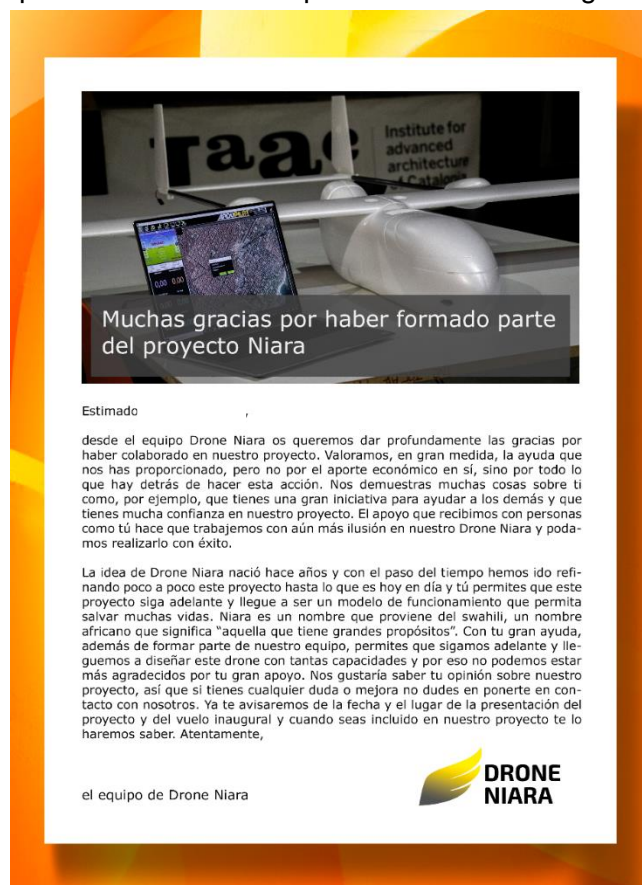 Iaac
Institute for
advanced
architecture
of Catalonia
0,00 0,00
Muchas gracias por haber formado parte
del proyecto Niara
Estimado ,
desde el equipo Drone Niara os queremos dar profundamente las gracias por
haber colaborado en nuestro proyecto. Valoramos, en gran medida, la ayuda que
nos has proporcionado, pero no por el aporte económico en sí, sino por todo lo
que hay detrás de hacer esta acción. Nos demuestras muchas cosas sobre ti
como, por ejemplo, que tienes una gran iniciativa para ayudar a los demás y que
tienes mucha confianza en nuestro proyecto. El apoyo que recibimos con personas
como tú hace que trabajemos con aún más ilusión en nuestro Drone Niara y poda-
mos realizarlo con éxito.
La idea de Drone Niara nació hace años y con el paso del tiempo hemos ido refi-
nando poco a poco este proyecto hasta lo que es hoy en día y tú permites que este
proyecto siga adelante y llegue a ser un modelo de funcionamiento que permita
salvar muchas vidas. Niara es un nombre que proviene del swahili, un nombre
africano que significa “aquella que tiene grandes propósitos”. Con tu gran ayuda,
además de formar parte de nuestro equipo, permites que sigamos adelante y lle-
guemos a diseñar este drone con tantas capacidades y por eso no podemos estar
más agradecidos por tu gran apoyo. Nos gustaría saber tu opinión sobre nuestro
proyecto, así que si tienes cualquier duda o mejora no dudes en ponerte en con-
tacto con nosotros. Ya te avisaremos de la fecha y el lugar de la presentación del
proyecto y del vuelo inaugural y cuando seas incluido en nuestro proyecto te lo
haremos saber. Atentamente,
el equipo de Drone Niara
DRONE
NIARA